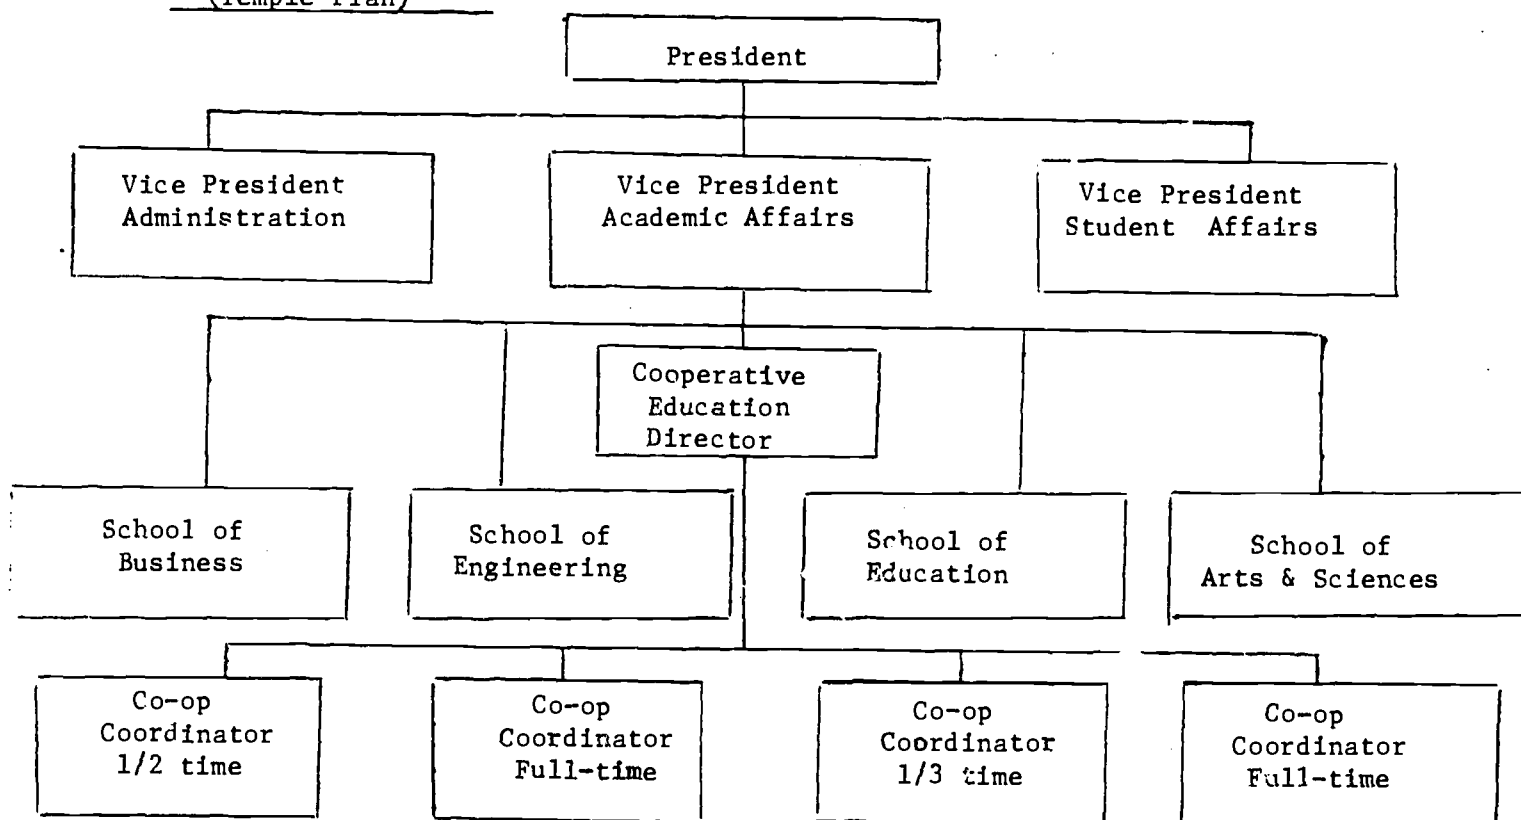 (Temple Plan)
President
Vice President
Administration
Vice President
Academic Affairs
Vice President
Student Affairs
Cooperative
Education
Director
School of
Business
School of
Engineering
School of
Education
School of
Arts & Sciences
Co-op
Coordinator
1/2 time
Co-op
Coordinator
Full-time
Co-op
Coordinator
1/3 time
Co-op
Coordinator
Full-time